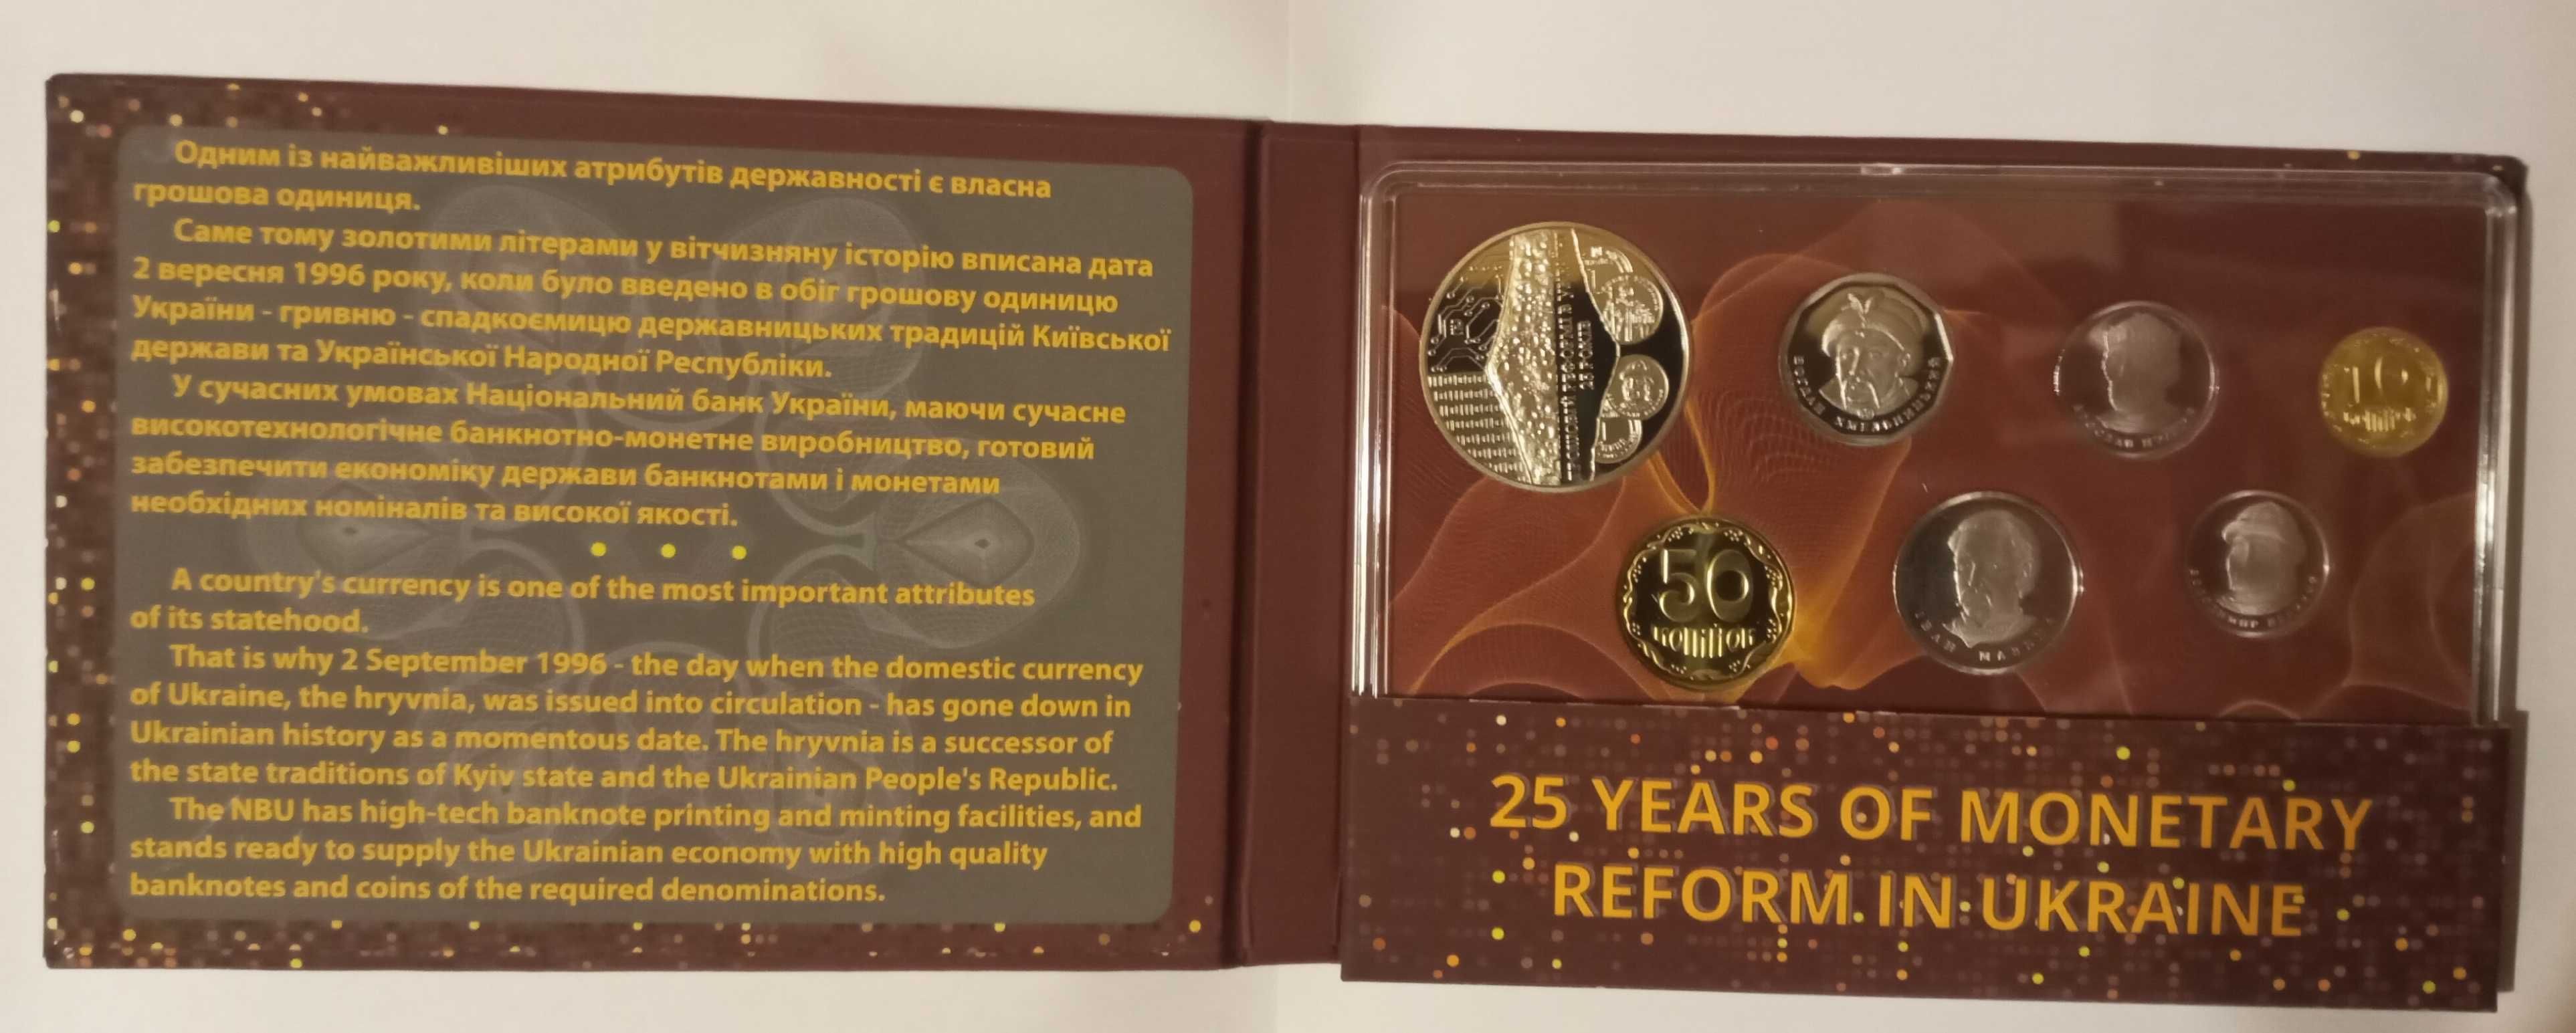 Одним із найважливіших атрибутів державності є власна
грошова одиниця.
Саме тому золотими літерами у вітчизняну історію вписана дата
2 вересня 1996 року, коли було введено в обіг грошову одиницю
України - гривню - спадкоємицю державницьких традицій Київської
держави та Української Народної Республіки.
У сучасних умовах Національний банк України, маючи сучасне
високотехнологічне банкнотно-монетне виробництво, готовий
забезпечити економіку держави банкнотами і монетами
необхідних номіналів та високої якості.
A country's currency is one of the most important attributes
of its statehood.
That is why 2 September 1996 - the day when the domestic currency
of Ukraine, the hryvnia, was issued into circulation - has gone down in
Ukrainian history as a momentous date. The hryvnia is a successor of
the state traditions of Kyiv state and the Ukrainian People's Republic.
The NBU has high-tech banknote printing and minting facilities, and
stands ready to supply the Ukrainian economy with high quality
banknotes and coins of the required denominations.
25 РОКІВ
БОГДАН ХМЕЛЬНИЦЬКИЙ
10
копійок
50
копійок
ІВАН МАЗЕПА
25 YEARS OF MONETARY
REFORM IN UKRAINE